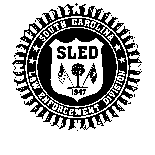 SOUTH CAROLINA
SLED
1947
LAW ENFORCEMENT DIVISION